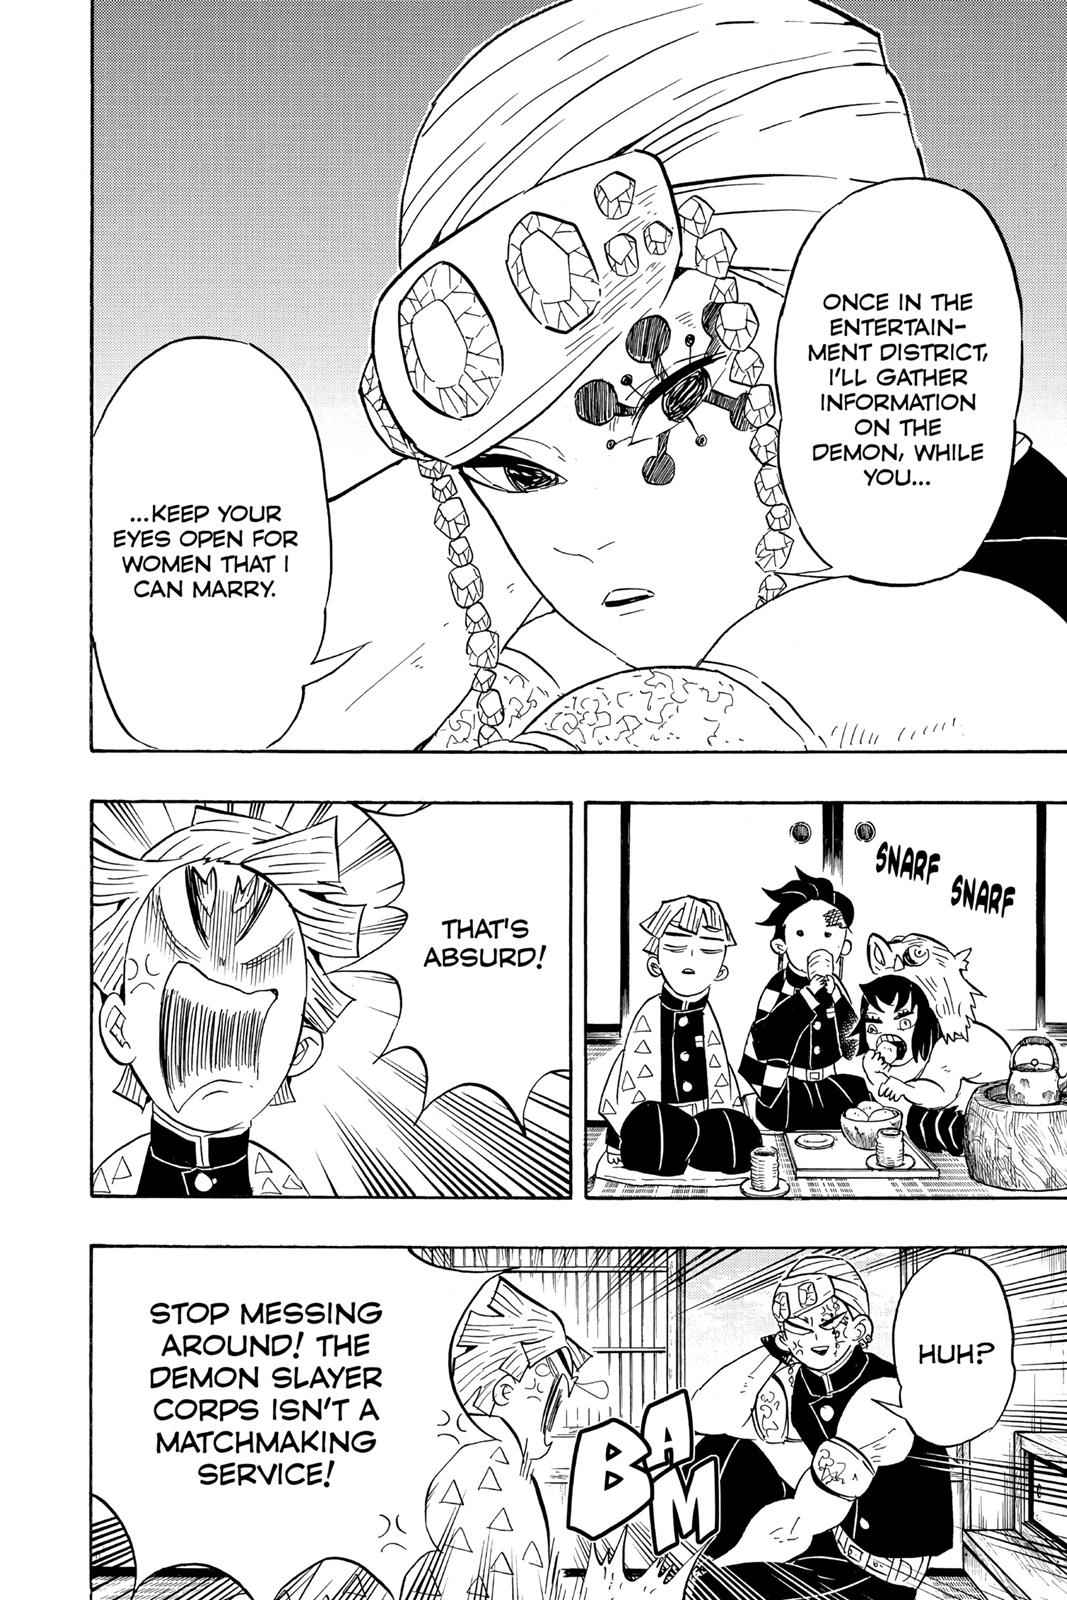 ONCE IN THE
ENTERTAIN-
MENT DISTRICT,
I'LL GATHER
INFORMATION
ON THE
DEMON, WHILE
YOU...
...KEEP YOUR
EYES OPEN FOR
WOMEN THAT I
CAN MARRY.
SNARF
SNARF
THAT'S
ABSURD!
HUH?
BAM
STOP MESSING
AROUND! THE
DEMON SLAYER
CORPS ISN'T A
MATCHMAKING
SERVICE!